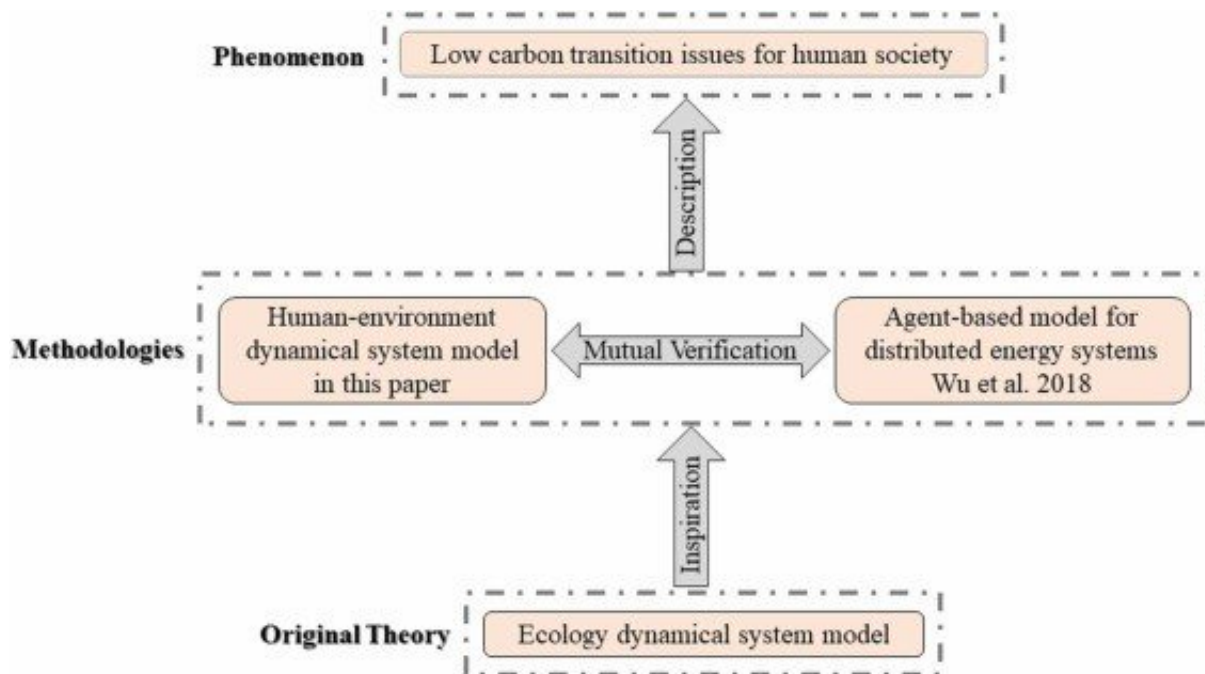 Phenomenon
Low carbon transition issues for human society
Description
Methodologies
Human-environment
dynamical system model
in this paper
Mutual Verification
Agent-based model for
distributed energy systems
Wu et al. 2018
Inspiration
Original Theory
Ecology dynamical system model